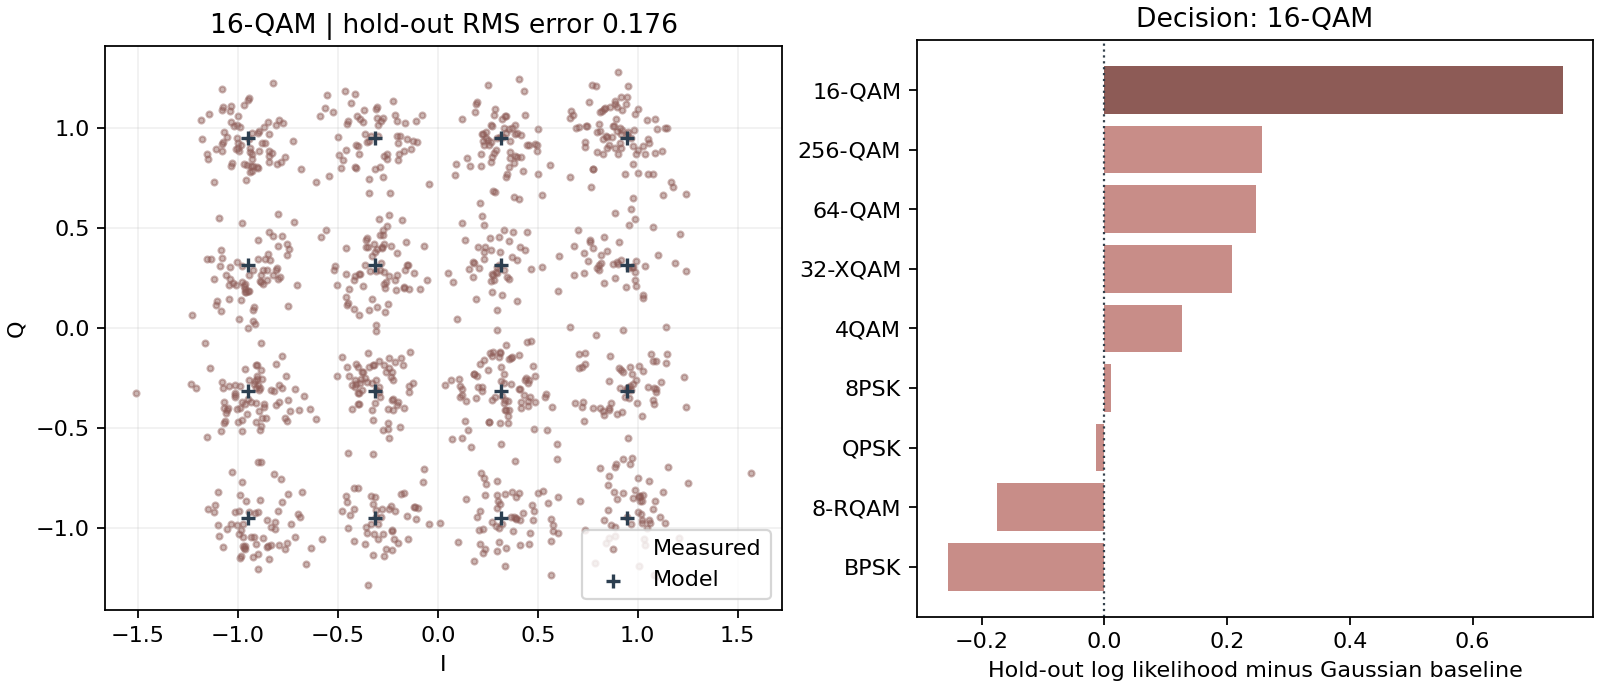 16-QAM | hold-out RMS error 0.176
1.0
0.5
0.0
−0.5
−1.0
Q
−1.5
−1.0
−0.5
0.0
0.5
1.0
1.5
I
Measured
Model
Decision: 16-QAM
16-QAM
256-QAM
64-QAM
32-XQAM
4QAM
8PSK
QPSK
8-RQAM
BPSK
−0.2
0.0
0.2
0.4
0.6
Hold-out log likelihood minus Gaussian baseline